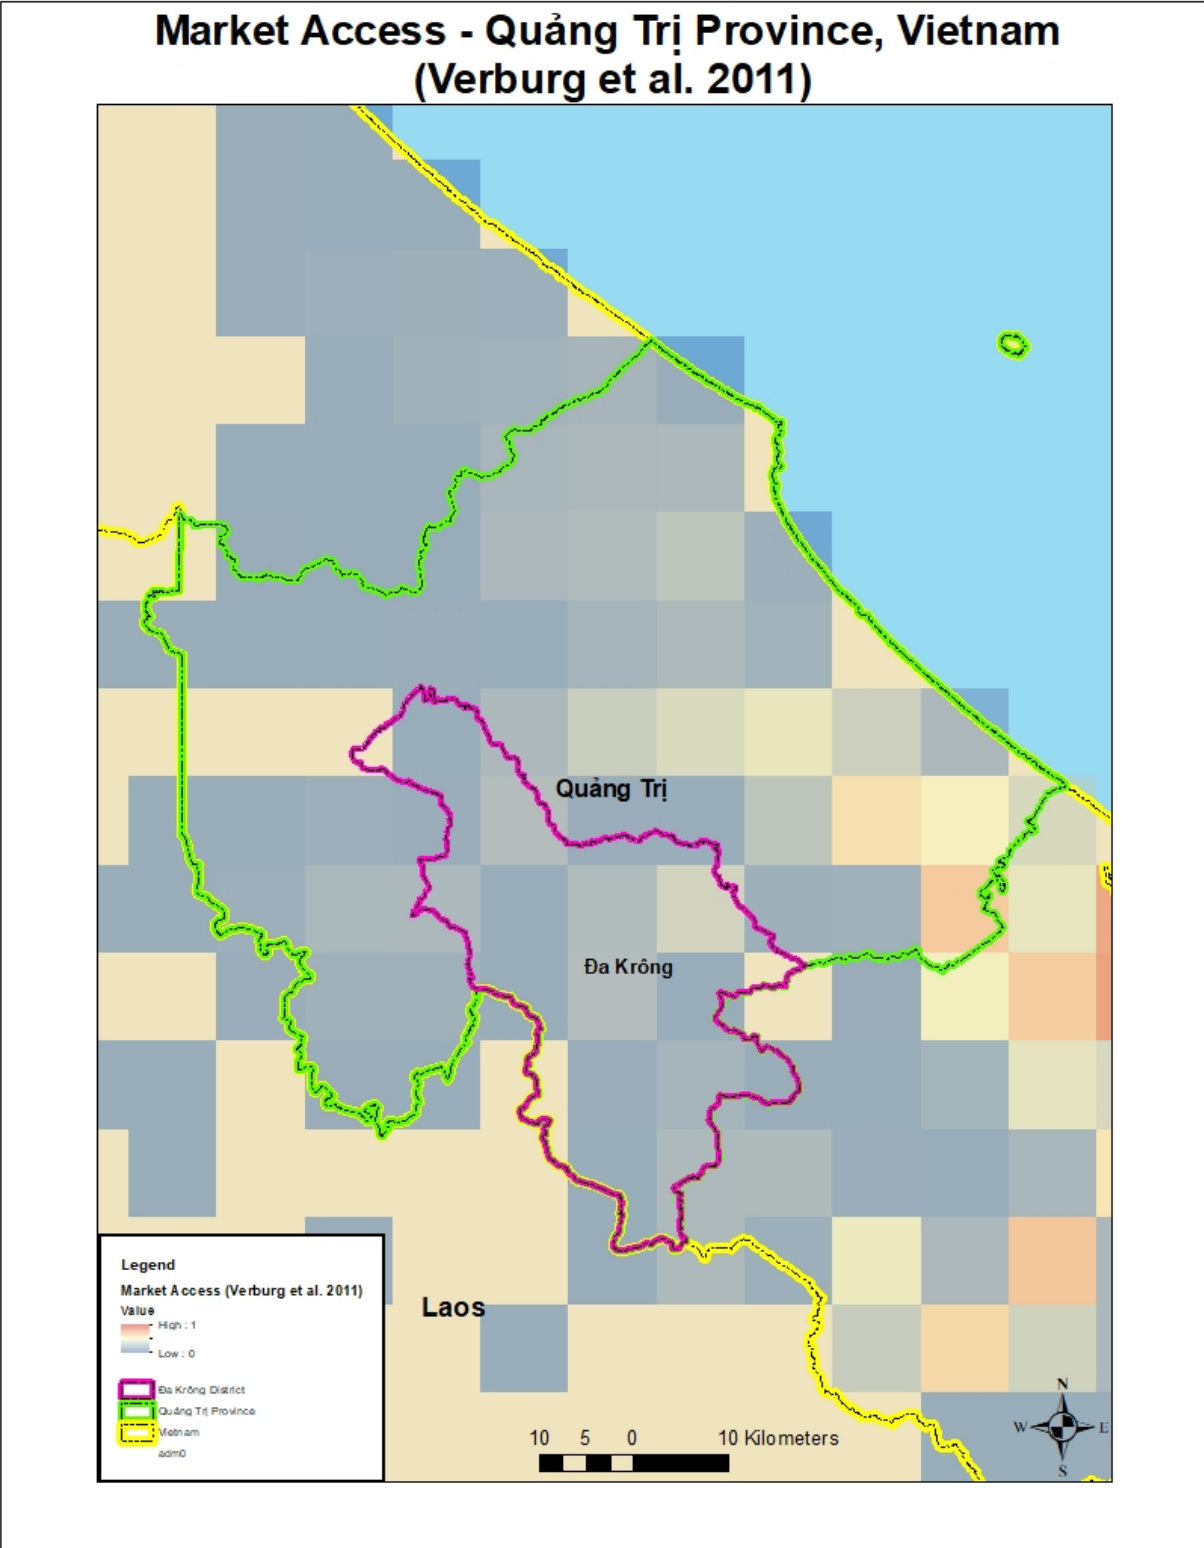 Market Access - Quảng Trị Province, Vietnam
(Verburg et al. 2011)
Quảng Trị
Đa Krông
Laos
Legend
Market Access (Verburg et al. 2011)
Value
High : 1
Low : 0
Đa Krông District
Quảng Trị Province
Vietnam
adm0
10 5 0 10 Kilometers
N
W E
S